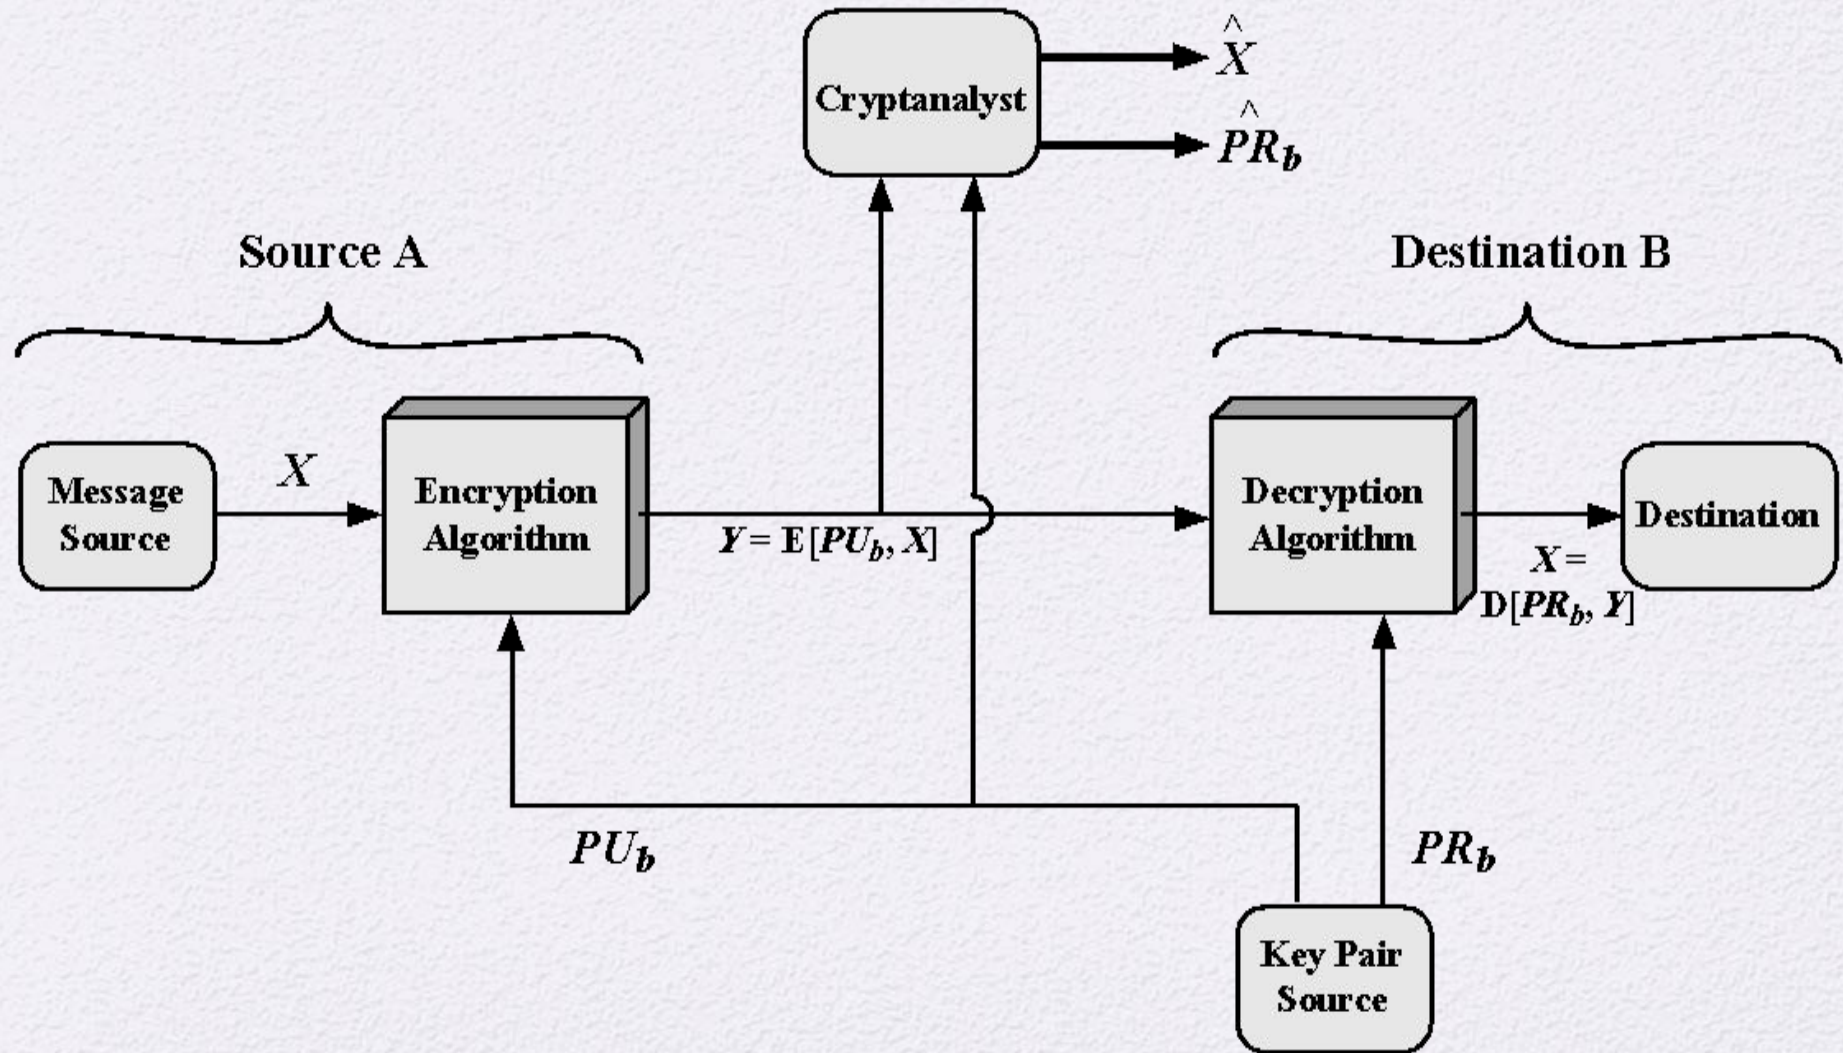 X̂
Cryptanalyst
P̂R_b
Source A
Destination B
Message
Source
X
Encryption
Algorithm
Y = E[PU_b, X]
Decryption
Algorithm
X =
D[PR_b, Y]
Destination
PU_b
PR_b
Key Pair
Source